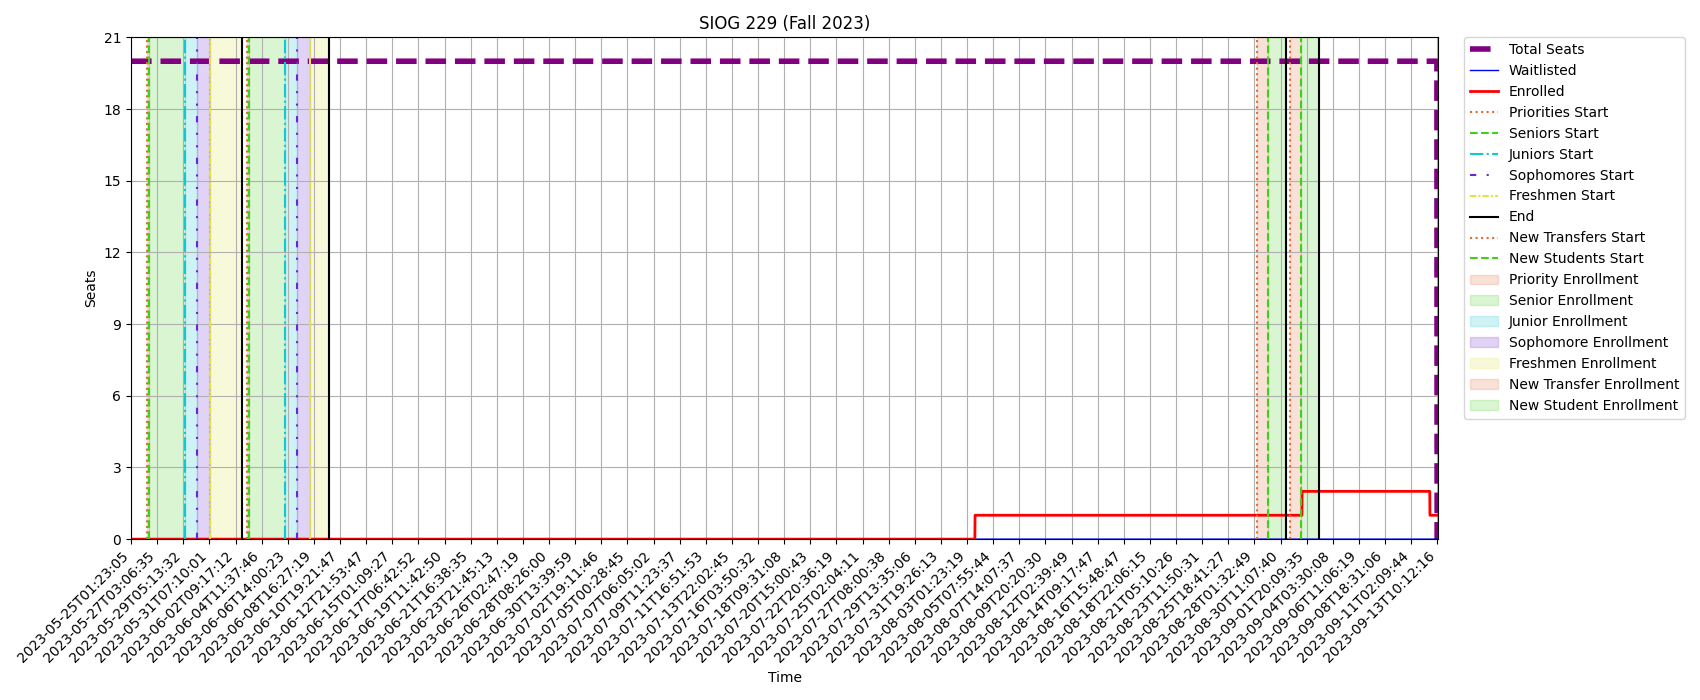 SIOG 229 (Fall 2023)
21
18
15
12
9
6
3
0
Seats
2023-05-25T01:23:05
2023-05-27T03:06:35
2023-05-29T05:13:32
2023-05-31T07:10:01
2023-06-02T09:17:12
2023-06-04T11:37:46
2023-06-06T14:00:23
2023-06-08T16:27:19
2023-06-10T19:21:47
2023-06-12T21:53:47
2023-06-15T01:09:27
2023-06-17T06:42:52
2023-06-19T11:42:50
2023-06-21T16:38:35
2023-06-23T21:45:13
2023-06-26T02:47:19
2023-06-28T08:26:00
2023-06-30T13:39:59
2023-07-02T19:11:46
2023-07-05T00:28:45
2023-07-07T06:05:02
2023-07-09T11:23:37
2023-07-11T16:51:53
2023-07-13T22:02:45
2023-07-16T03:50:32
2023-07-18T09:31:08
2023-07-20T15:00:43
2023-07-22T20:36:19
2023-07-25T02:04:11
2023-07-27T08:00:38
2023-07-29T13:35:06
2023-07-31T19:26:13
2023-08-03T01:23:19
2023-08-05T07:55:44
2023-08-07T14:07:37
2023-08-09T20:20:30
2023-08-12T02:39:49
2023-08-14T09:17:47
2023-08-16T15:48:47
2023-08-18T22:06:15
2023-08-21T05:10:26
2023-08-23T11:50:31
2023-08-25T18:41:27
2023-08-28T01:32:49
2023-08-30T11:07:40
2023-09-01T20:09:35
2023-09-04T03:30:08
2023-09-06T11:06:19
2023-09-08T18:31:06
2023-09-11T02:09:44
2023-09-13T10:12:16
Time
Total Seats
Waitlisted
Enrolled
Priorities Start
Seniors Start
Juniors Start
Sophomores Start
Freshmen Start
End
New Transfers Start
New Students Start
Priority Enrollment
Senior Enrollment
Junior Enrollment
Sophomore Enrollment
Freshmen Enrollment
New Transfer Enrollment
New Student Enrollment